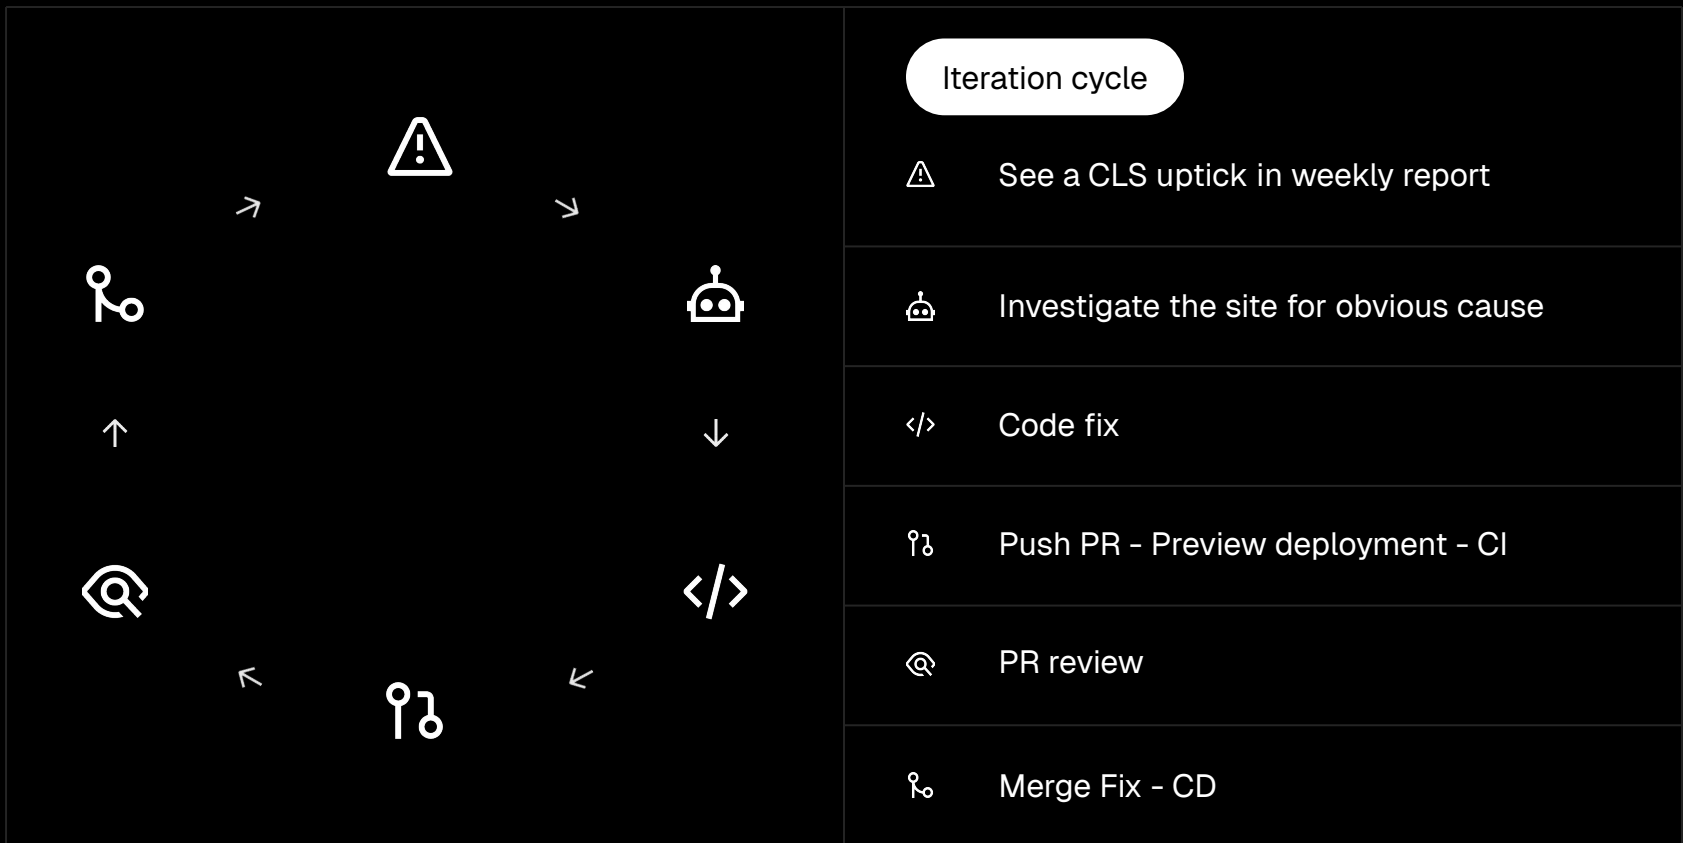 Iteration cycle
See a CLS uptick in weekly report
Investigate the site for obvious cause
Code fix
Push PR - Preview deployment - CI
PR review
Merge Fix - CD